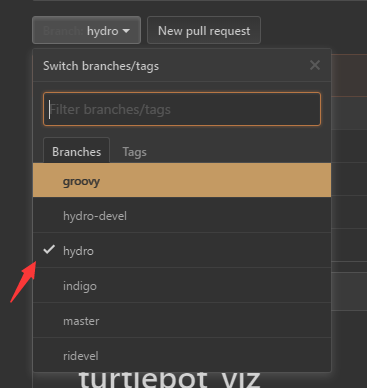 Branch: hydro
New pull request
Switch branches/tags
Filter branches/tags
Branches
Tags
groovy
hydro-devel
hydro
indigo
master
ridevel
turtlebot_viz